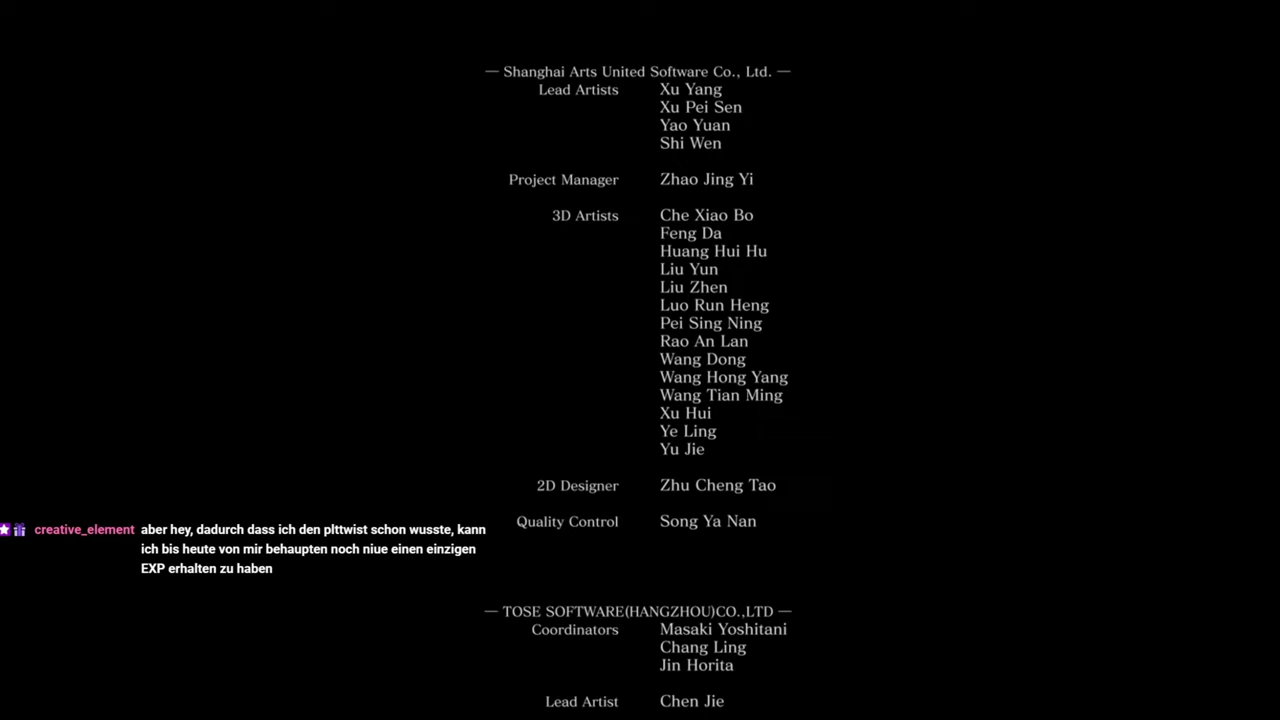 — Shanghai Arts United Software Co., Ltd. —
Lead Artists Xu Yang
Xu Pei Sen
Yao Yuan
Shi Wen
Project Manager Zhao Jing Yi
3D Artists Che Xiao Bo
Feng Da
Huang Hui Hu
Liu Yun
Liu Zhen
Luo Run Heng
Pei Sing Ning
Rao An Lan
Wang Dong
Wang Hong Yang
Wang Tian Ming
Xu Hui
Ye Ling
Yu Jie
2D Designer Zhu Cheng Tao
Quality Control Song Ya Nan
creative_element aber hey, dadurch dass ich den plttwist schon wusste, kann
ich bis heute von mir behaupten noch niue einen einzigen
EXP erhalten zu haben
— TOSE SOFTWARE(HANGZHOU)CO.,LTD —
Coordinators Masaki Yoshitani
Chang Ling
Jin Horita
Lead Artist Chen Jie